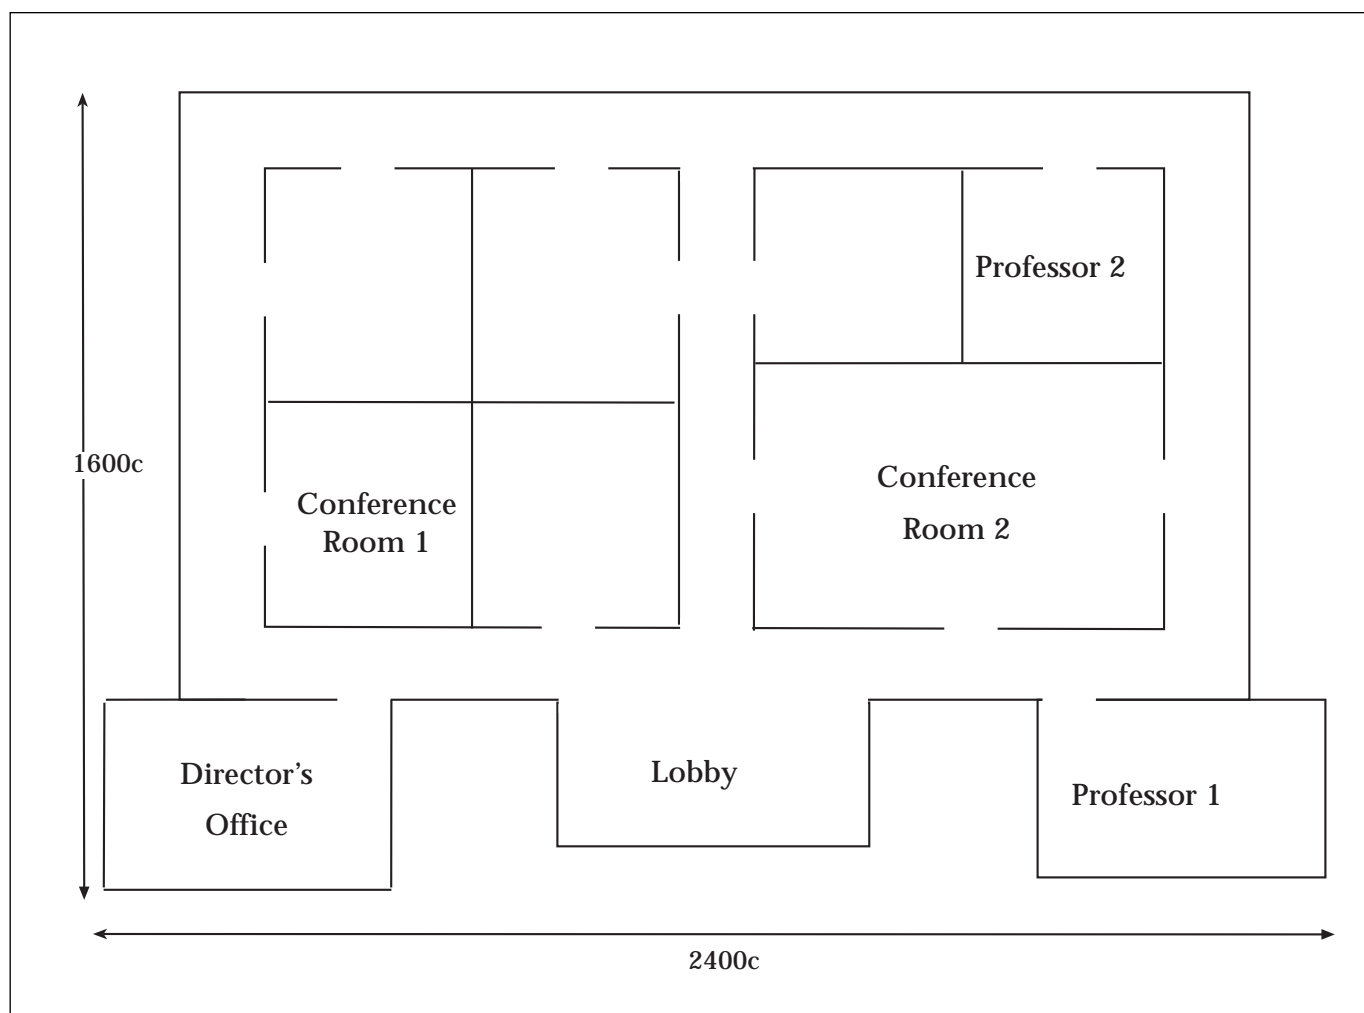 Professor 2
1600c
Conference
Room 1
Conference
Room 2
Director's
Office
Lobby
Professor 1
2400c